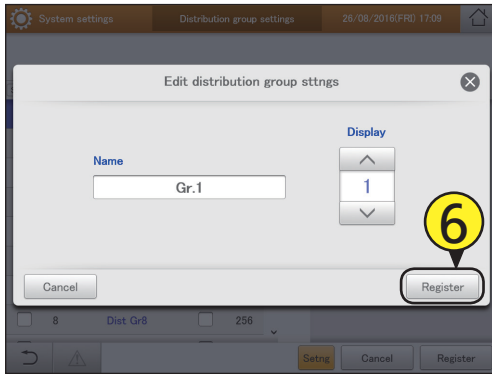 System settings
Distribution group settings
26/08/2016(FRI) 17:09
Edit distribution group sttngs
Display
Name
Gr.1
1
6
Cancel
Register
8 Dist Gr8 256
Setng
Cancel
Register